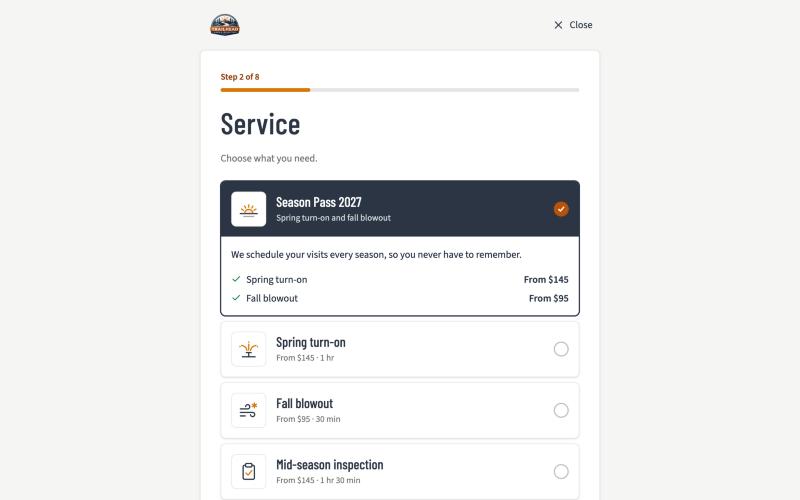 TRAILHEAD
Close
Step 2 of 8
Service
Choose what you need.
Season Pass 2027
Spring turn-on and fall blowout
We schedule your visits every season, so you never have to remember.
Spring turn-on From $145
Fall blowout From $95
Spring turn-on
From $145 · 1 hr
Fall blowout
From $95 · 30 min
Mid-season inspection
From $145 · 1 hr 30 min